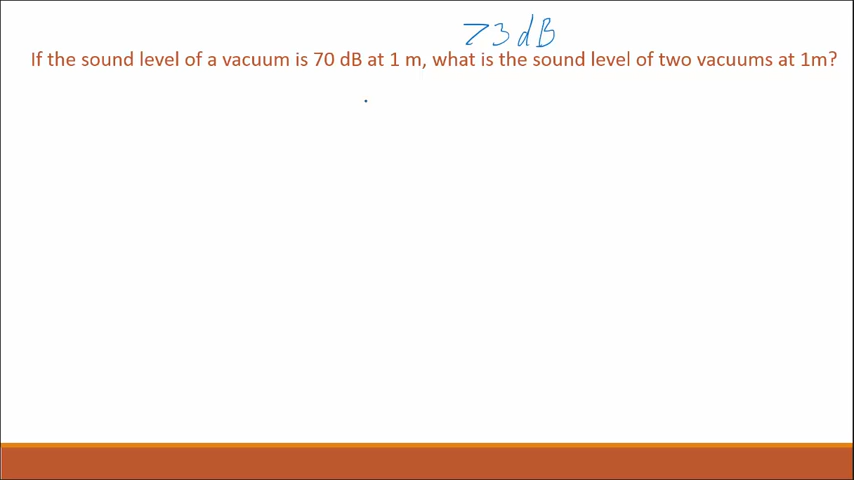 73 dB
If the sound level of a vacuum is 70 dB at 1 m, what is the sound level of two vacuums at 1m?